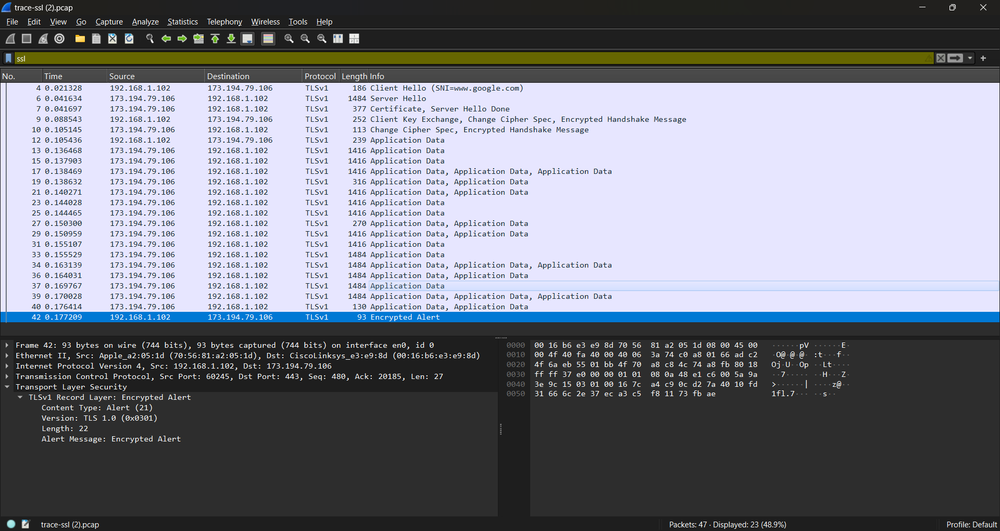 trace-ssl (2).pcap
File Edit View Go Capture Analyze Statistics Telephony Wireless Tools Help
ssl
No. Time Source Destination Protocol Length Info
4 0.021328 192.168.1.102 173.194.79.106 TLSv1 186 Client Hello (SNI=www.google.com)
6 0.041634 173.194.79.106 192.168.1.102 TLSv1 1484 Server Hello
7 0.041697 173.194.79.106 192.168.1.102 TLSv1 377 Certificate, Server Hello Done
9 0.088543 192.168.1.102 173.194.79.106 TLSv1 252 Client Key Exchange, Change Cipher Spec, Encrypted Handshake Message
10 0.105145 173.194.79.106 192.168.1.102 TLSv1 113 Change Cipher Spec, Encrypted Handshake Message
12 0.105436 192.168.1.102 173.194.79.106 TLSv1 239 Application Data
13 0.136468 173.194.79.106 192.168.1.102 TLSv1 1416 Application Data
15 0.137903 173.194.79.106 192.168.1.102 TLSv1 1416 Application Data
17 0.138469 173.194.79.106 192.168.1.102 TLSv1 1416 Application Data, Application Data, Application Data
19 0.138632 173.194.79.106 192.168.1.102 TLSv1 316 Application Data, Application Data
21 0.140271 173.194.79.106 192.168.1.102 TLSv1 1416 Application Data, Application Data
23 0.144028 173.194.79.106 192.168.1.102 TLSv1 1416 Application Data
25 0.144465 173.194.79.106 192.168.1.102 TLSv1 1416 Application Data
27 0.150300 173.194.79.106 192.168.1.102 TLSv1 270 Application Data, Application Data
29 0.150959 173.194.79.106 192.168.1.102 TLSv1 1416 Application Data, Application Data
31 0.155107 173.194.79.106 192.168.1.102 TLSv1 1416 Application Data
33 0.155529 173.194.79.106 192.168.1.102 TLSv1 1484 Application Data
34 0.163139 173.194.79.106 192.168.1.102 TLSv1 1484 Application Data, Application Data, Application Data
36 0.164031 173.194.79.106 192.168.1.102 TLSv1 1484 Application Data, Application Data
37 0.169767 173.194.79.106 192.168.1.102 TLSv1 1484 Application Data
39 0.170028 173.194.79.106 192.168.1.102 TLSv1 1484 Application Data, Application Data, Application Data
40 0.176414 173.194.79.106 192.168.1.102 TLSv1 130 Application Data, Application Data
42 0.177209 192.168.1.102 173.194.79.106 TLSv1 93 Encrypted Alert
Frame 42: 93 bytes on wire (744 bits), 93 bytes captured (744 bits) on interface en0, id 0
Ethernet II, Src: Apple_a2:05:1d (70:56:81:a2:05:1d), Dst: CiscoLinksys_e3:e9:8d (00:16:b6:e3:e9:8d)
Internet Protocol Version 4, Src: 192.168.1.102, Dst: 173.194.79.106
Transmission Control Protocol, Src Port: 60245, Dst Port: 443, Seq: 480, Ack: 20185, Len: 27
Transport Layer Security
TLSv1 Record Layer: Encrypted Alert
Content Type: Alert (21)
Version: TLS 1.0 (0x0301)
Length: 22
Alert Message: Encrypted Alert
0000 00 16 b6 e3 e9 8d 70 56 81 a2 05 1d 08 00 45 00 ······pV ······E·
0010 00 4f 40 fa 40 00 40 06 3a 74 c0 a8 01 66 ad c2 ·O@·@·@· :t···f··
0020 4f 6a eb 55 01 bb 4f 70 a8 c8 4c 74 a8 fb 80 18 Oj·U··Op ··Lt····
0030 ff ff 37 e0 00 00 01 01 08 0a 48 e1 c6 00 5a 9a ··7····· ··H···Z·
0040 3e 9c 15 03 01 00 16 7c a4 c9 0c d2 7a 40 10 fd >······| ····z@··
0050 31 66 6c 2e 37 ec a3 c5 f8 11 73 fb ae 1fl.7··· ··s··
trace-ssl (2).pcap
Packets: 47 · Displayed: 23 (48.9%)
Profile: Default